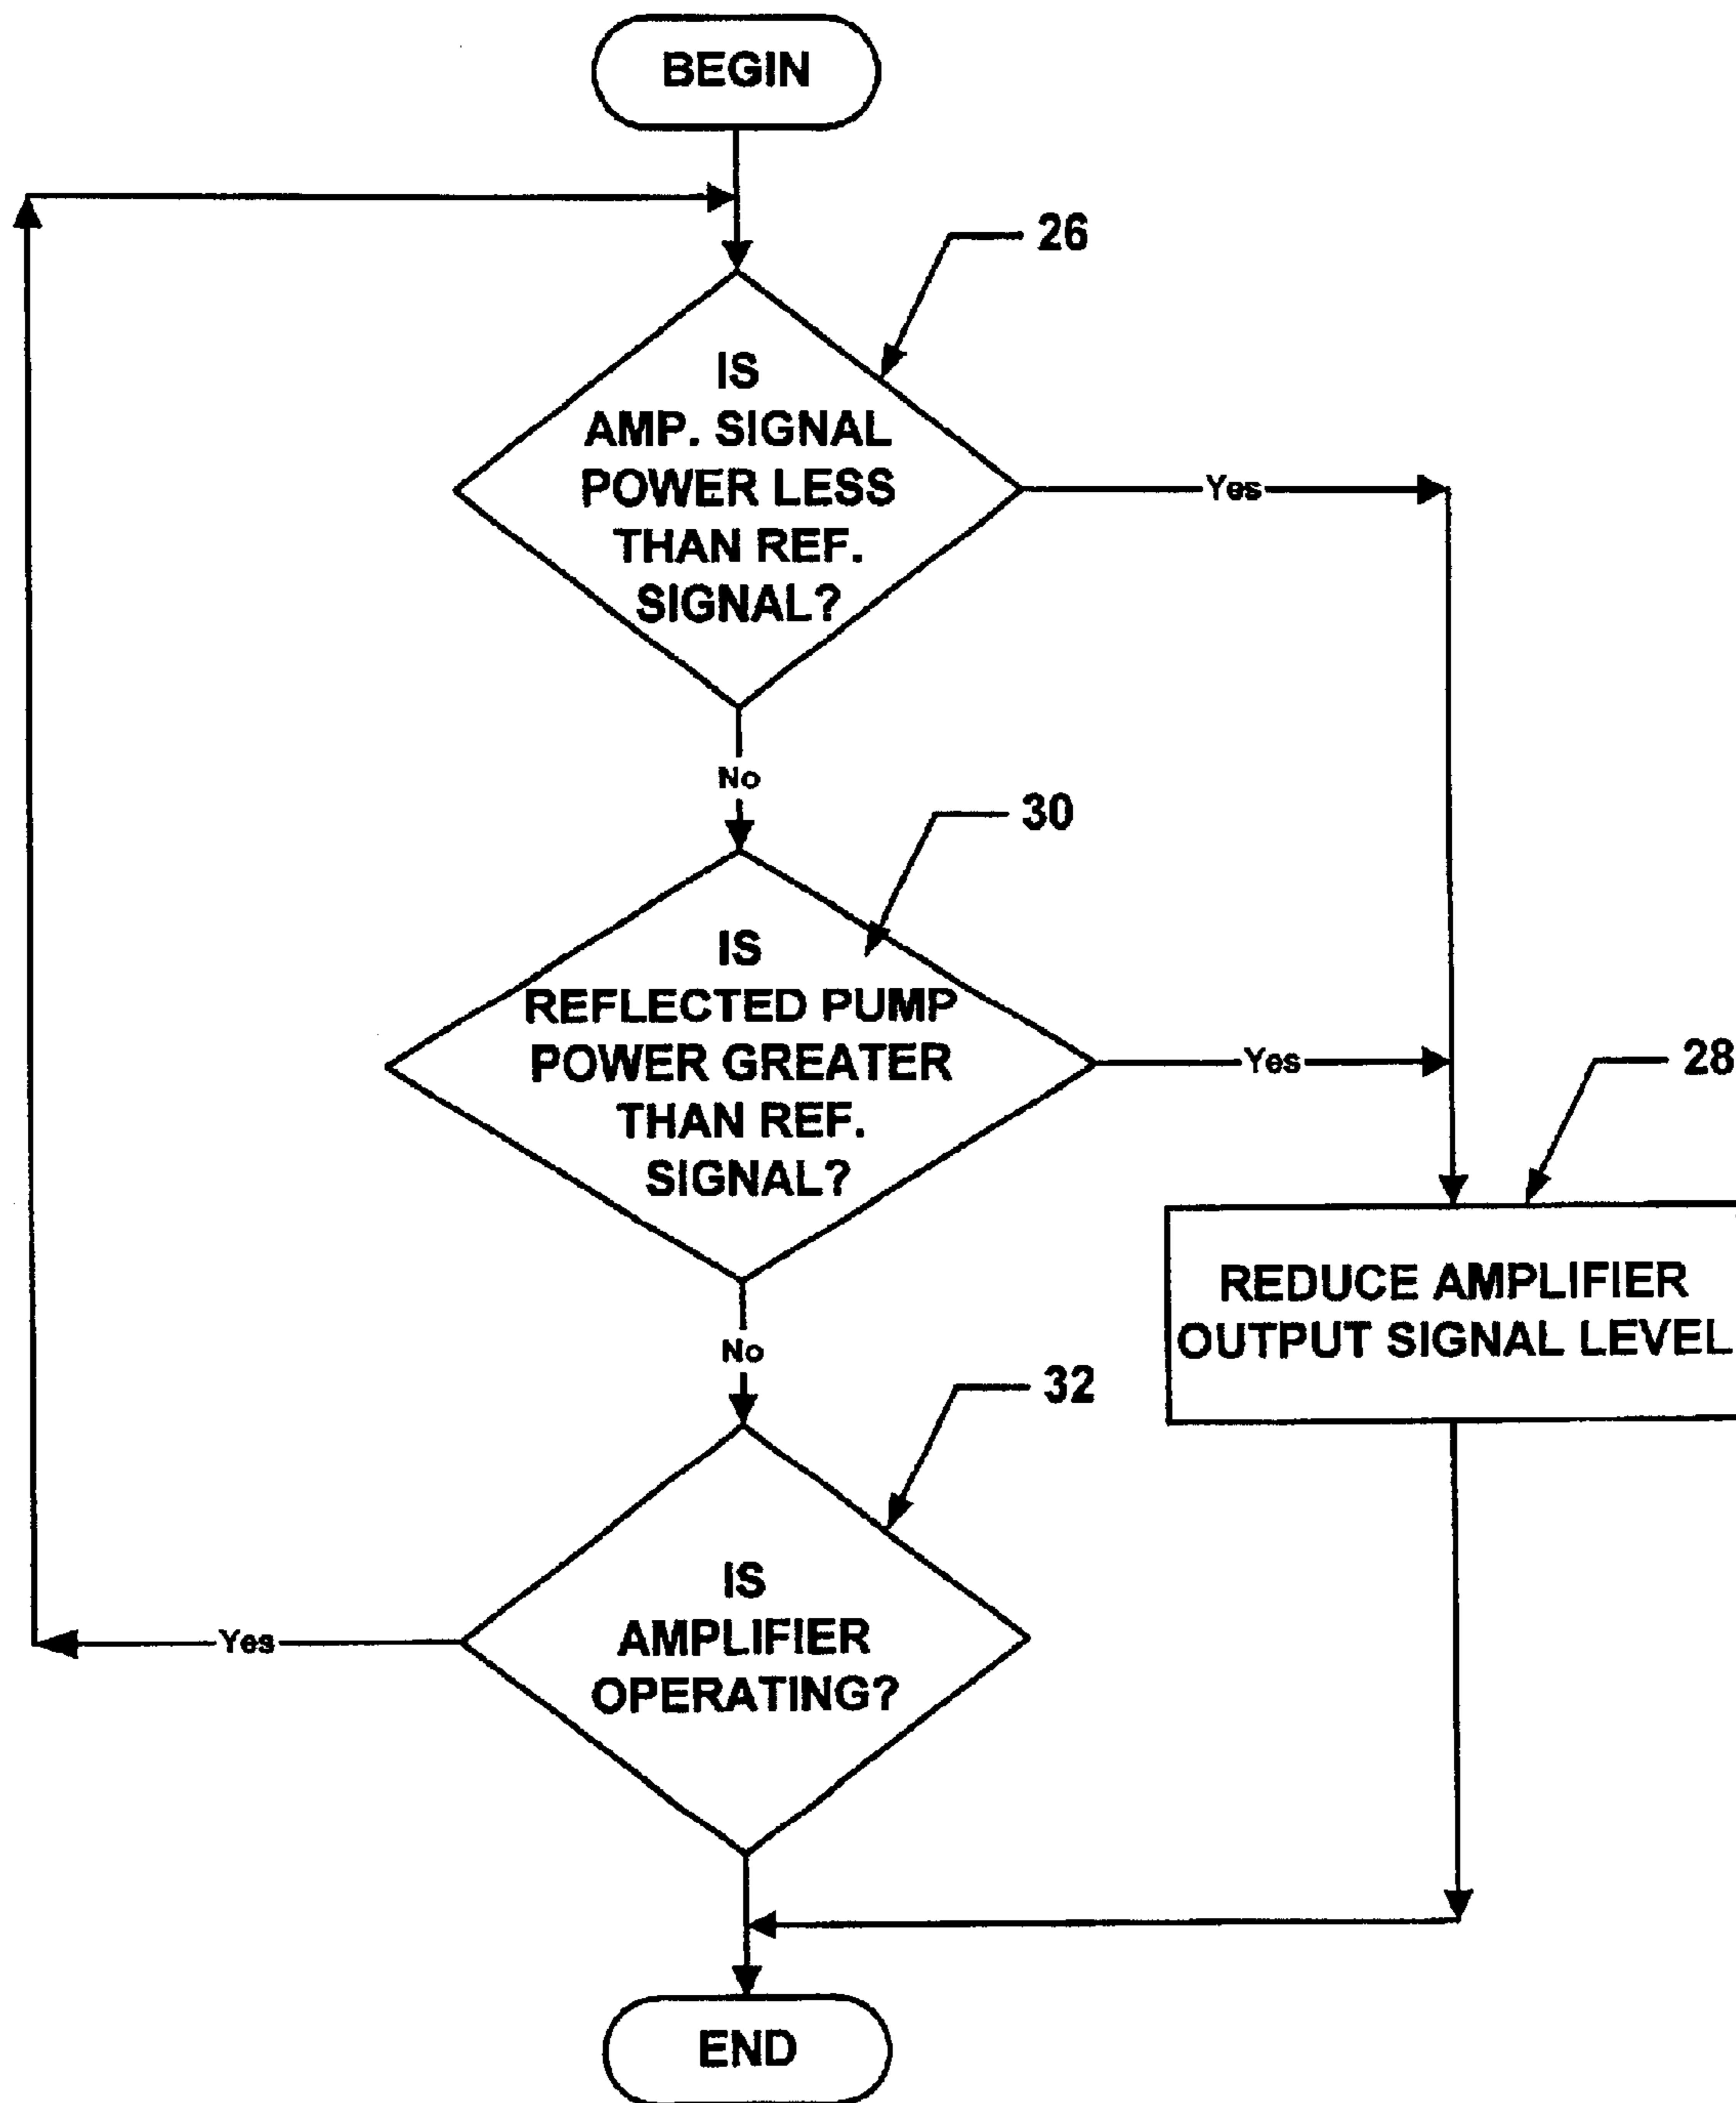 BEGIN
26
IS
AMP. SIGNAL
POWER LESS
THAN REF.
SIGNAL?
Yes
No
30
IS
REFLECTED PUMP
POWER GREATER
THAN REF.
SIGNAL?
Yes
28
REDUCE AMPLIFIER
OUTPUT SIGNAL LEVEL
No
32
IS
AMPLIFIER
OPERATING?
Yes
END